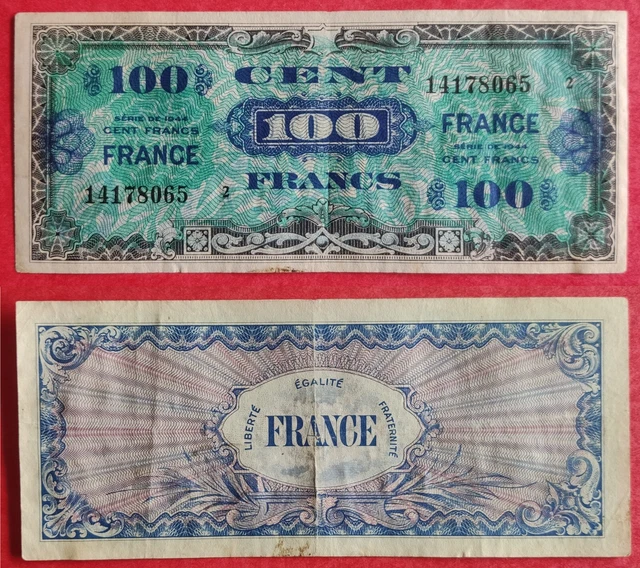 100 CENT 14178065 2
SÉRIE DE 1944
CENT FRANCS
FRANCE
100
FRANCE
SÉRIE DE 1944
CENT FRANCS
14178065 2
FRANCS
100
ÉGALITÉ
LIBERTÉ
FRANCE
FRATERNITÉ